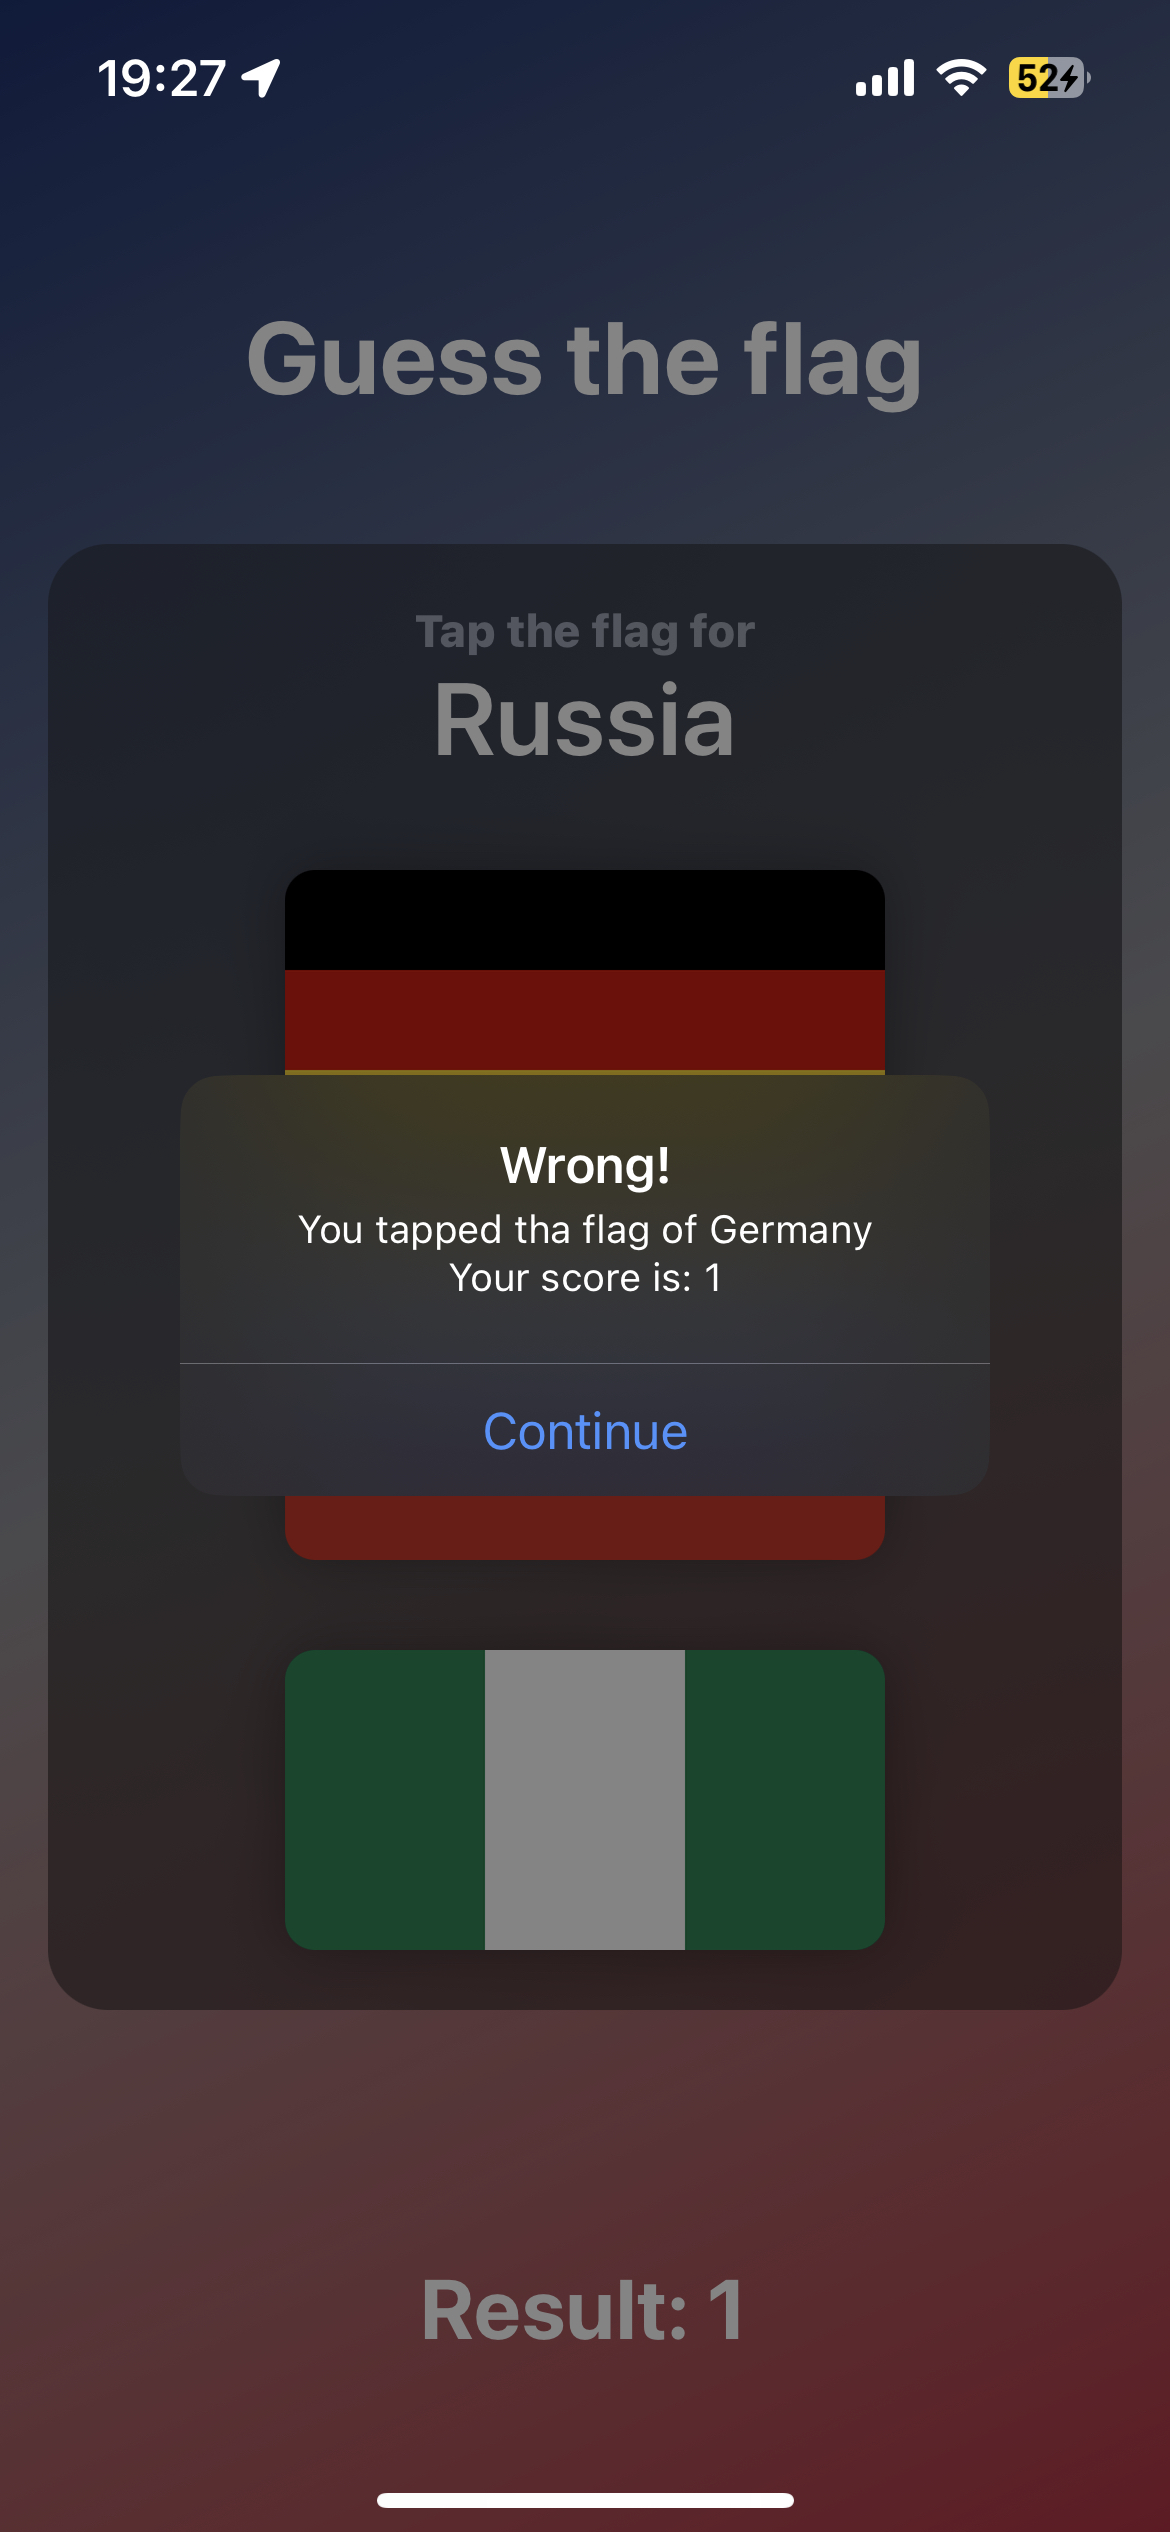 19:27
52
Guess the flag
Tap the flag for
Russia
Wrong!
You tapped tha flag of Germany
Your score is: 1
Continue
Result: 1